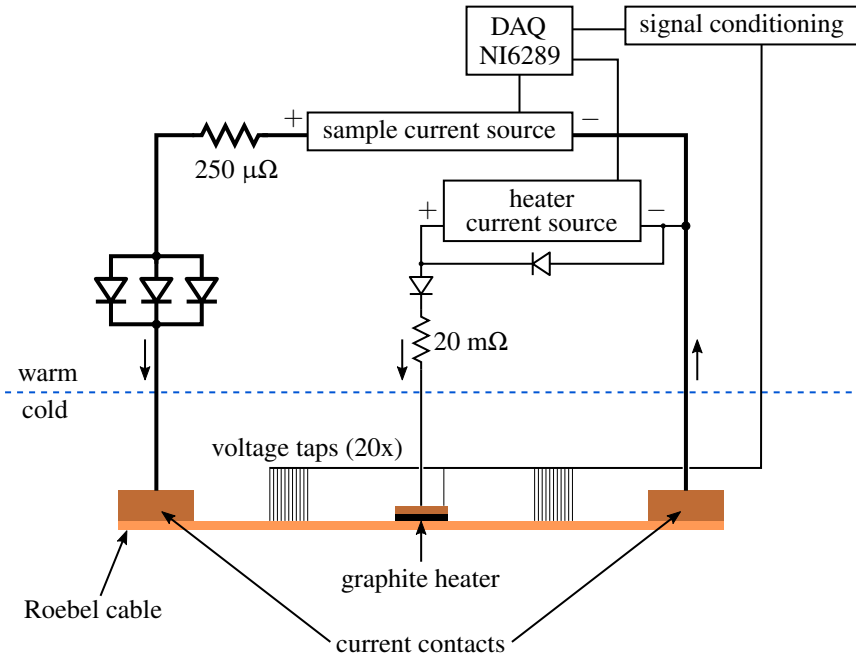 DAQ
NI6289
signal conditioning
+ sample current source −
250 μΩ
+ heater −
current source
20 mΩ
warm
cold
voltage taps (20x)
graphite heater
Roebel cable
current contacts